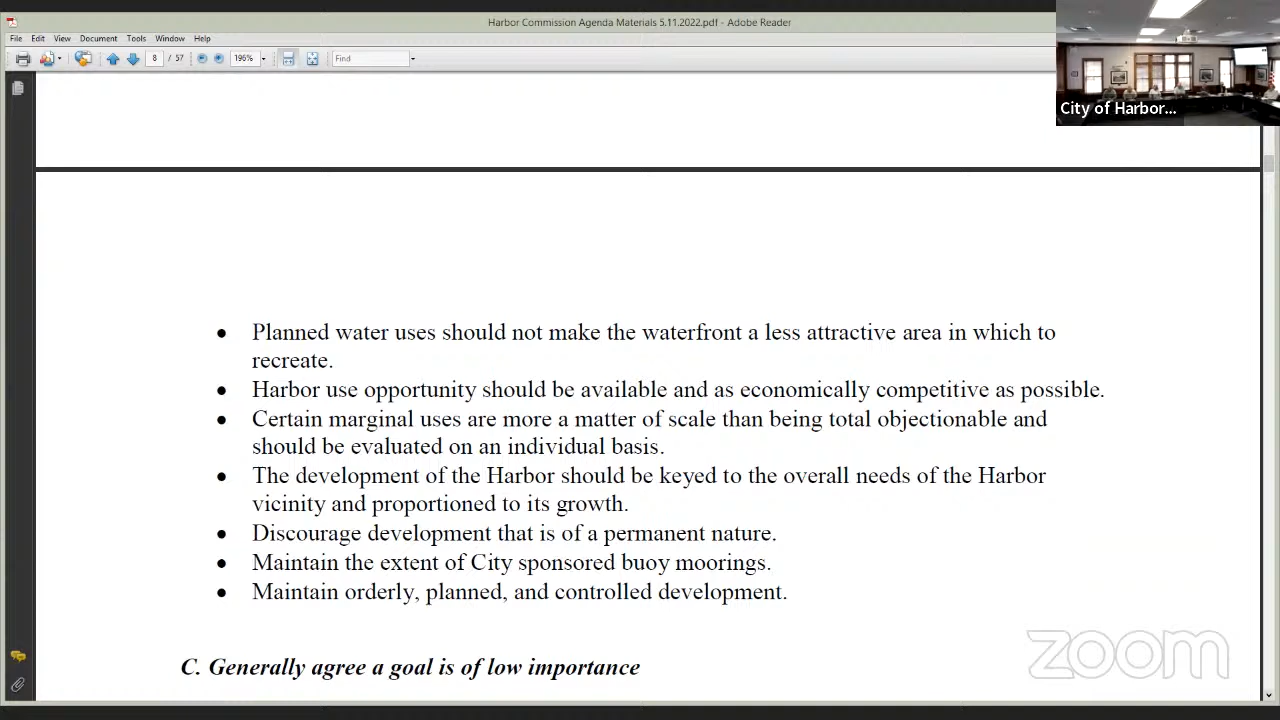 Harbor Commission Agenda Materials 5.11.2022.pdf - Adobe Reader
File Edit View Document Tools Window Help
8 / 57 196% Find
City of Harbor...
• Planned water uses should not make the waterfront a less attractive area in which to
recreate.
• Harbor use opportunity should be available and as economically competitive as possible.
• Certain marginal uses are more a matter of scale than being total objectionable and
should be evaluated on an individual basis.
• The development of the Harbor should be keyed to the overall needs of the Harbor
vicinity and proportioned to its growth.
• Discourage development that is of a permanent nature.
• Maintain the extent of City sponsored buoy moorings.
• Maintain orderly, planned, and controlled development.
C. Generally agree a goal is of low importance
zoom